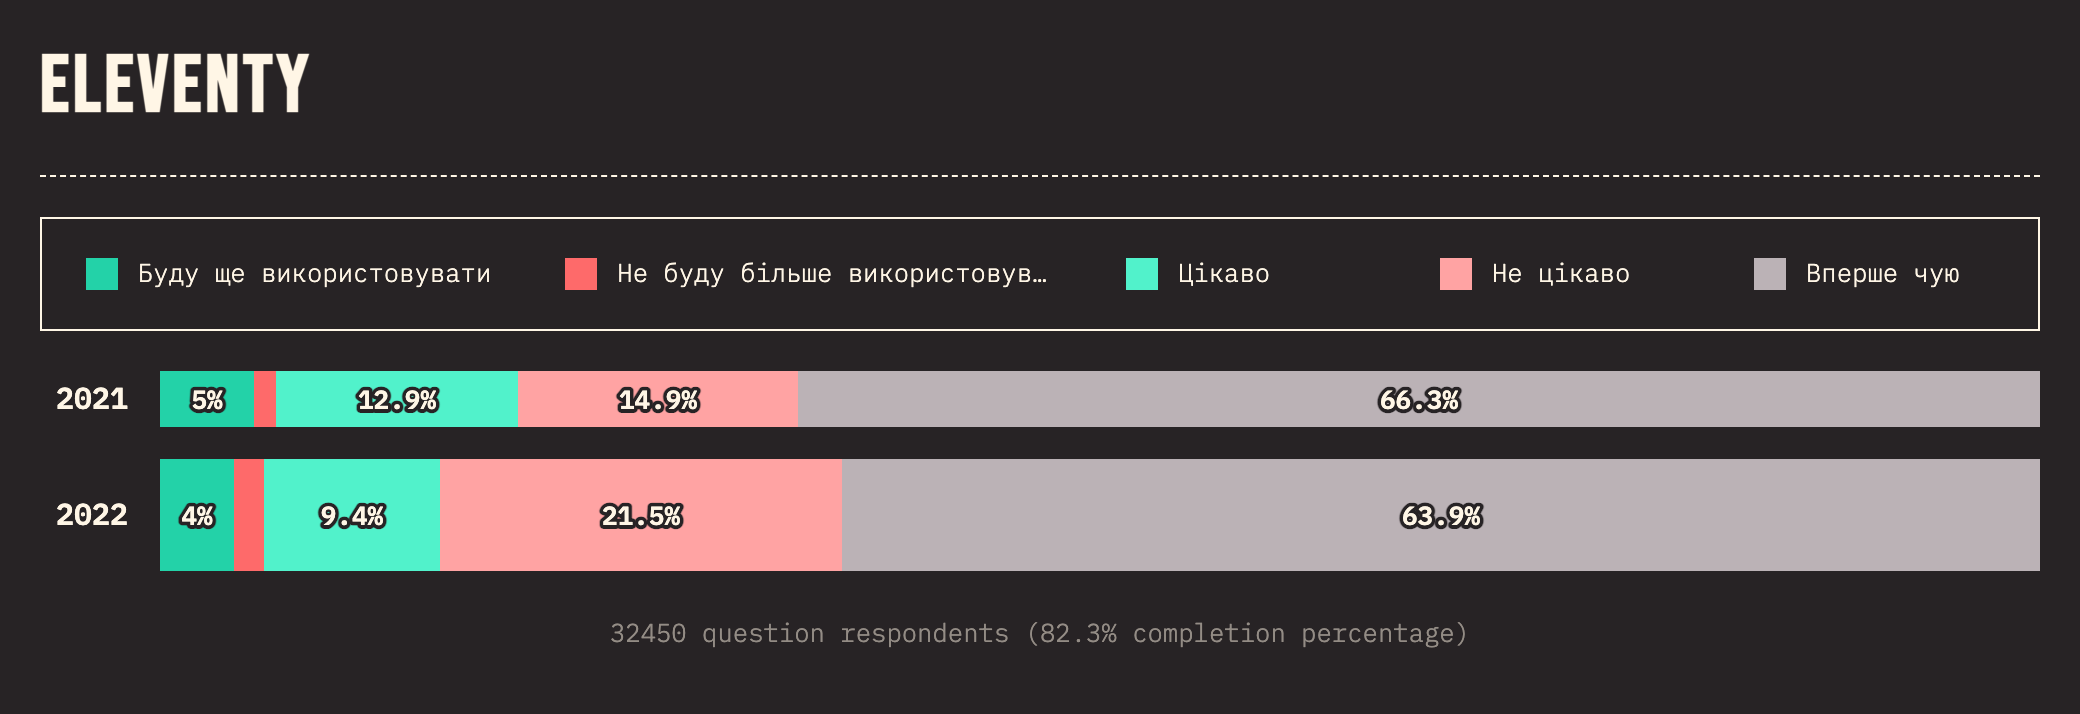 ELEVENTY
Буду ще використовувати Не буду більше використовув… Цікаво Не цікаво Вперше чую
2021 5% 12.9% 14.9% 66.3%
2022 4% 9.4% 21.5% 63.9%
32450 question respondents (82.3% completion percentage)